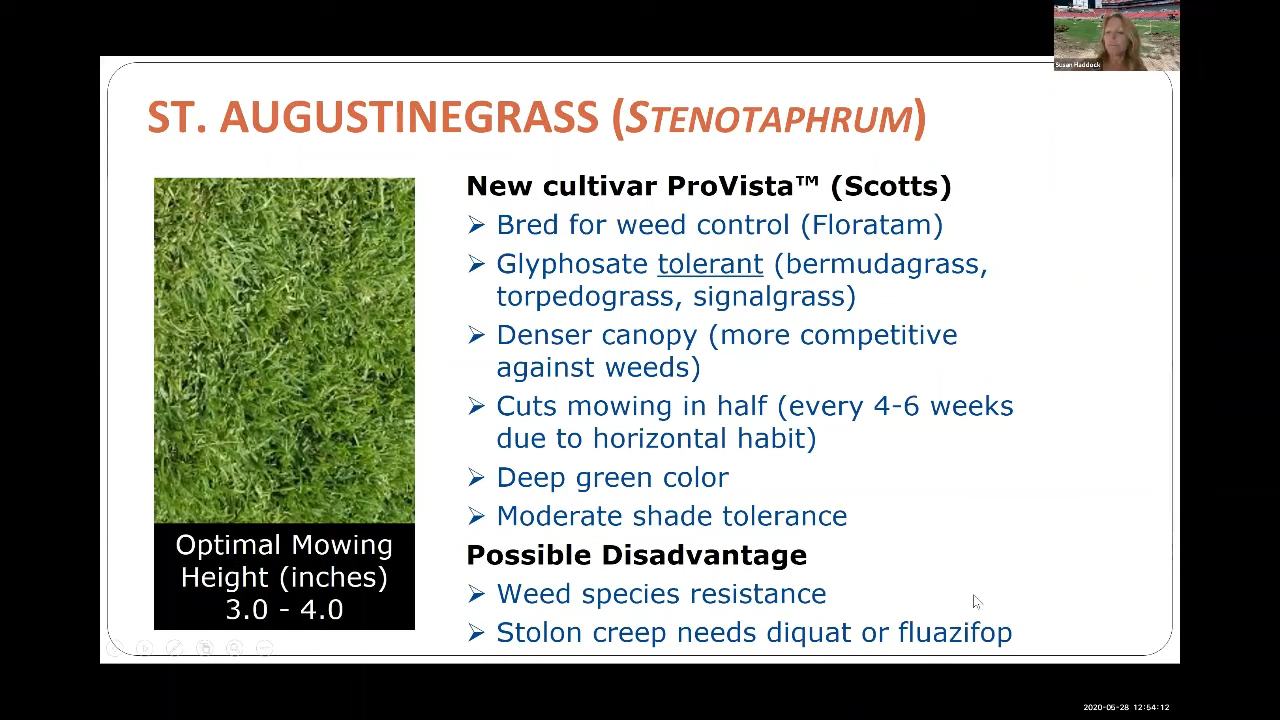 Susan Haddock
ST. AUGUSTINEGRASS (STENOTAPHRUM)
New cultivar ProVista™ (Scotts)
➢ Bred for weed control (Floratam)
➢ Glyphosate tolerant (bermudagrass,
torpedograss, signalgrass)
➢ Denser canopy (more competitive
against weeds)
➢ Cuts mowing in half (every 4-6 weeks
due to horizontal habit)
➢ Deep green color
➢ Moderate shade tolerance
Possible Disadvantage
➢ Weed species resistance
➢ Stolon creep needs diquat or fluazifop
Optimal Mowing
Height (inches)
3.0 - 4.0
2020-05-28 12:54:12